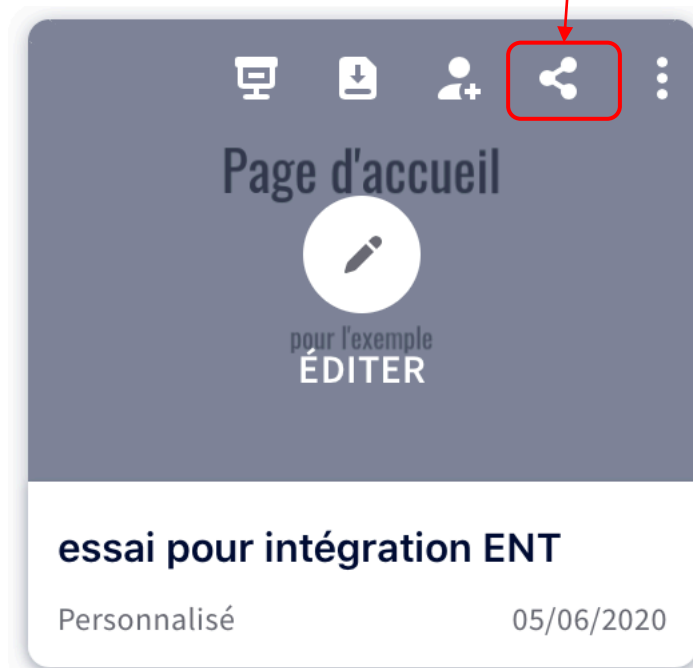 Page d'accueil
pour l'exemple
ÉDITER
essai pour intégration ENT
Personnalisé 05/06/2020